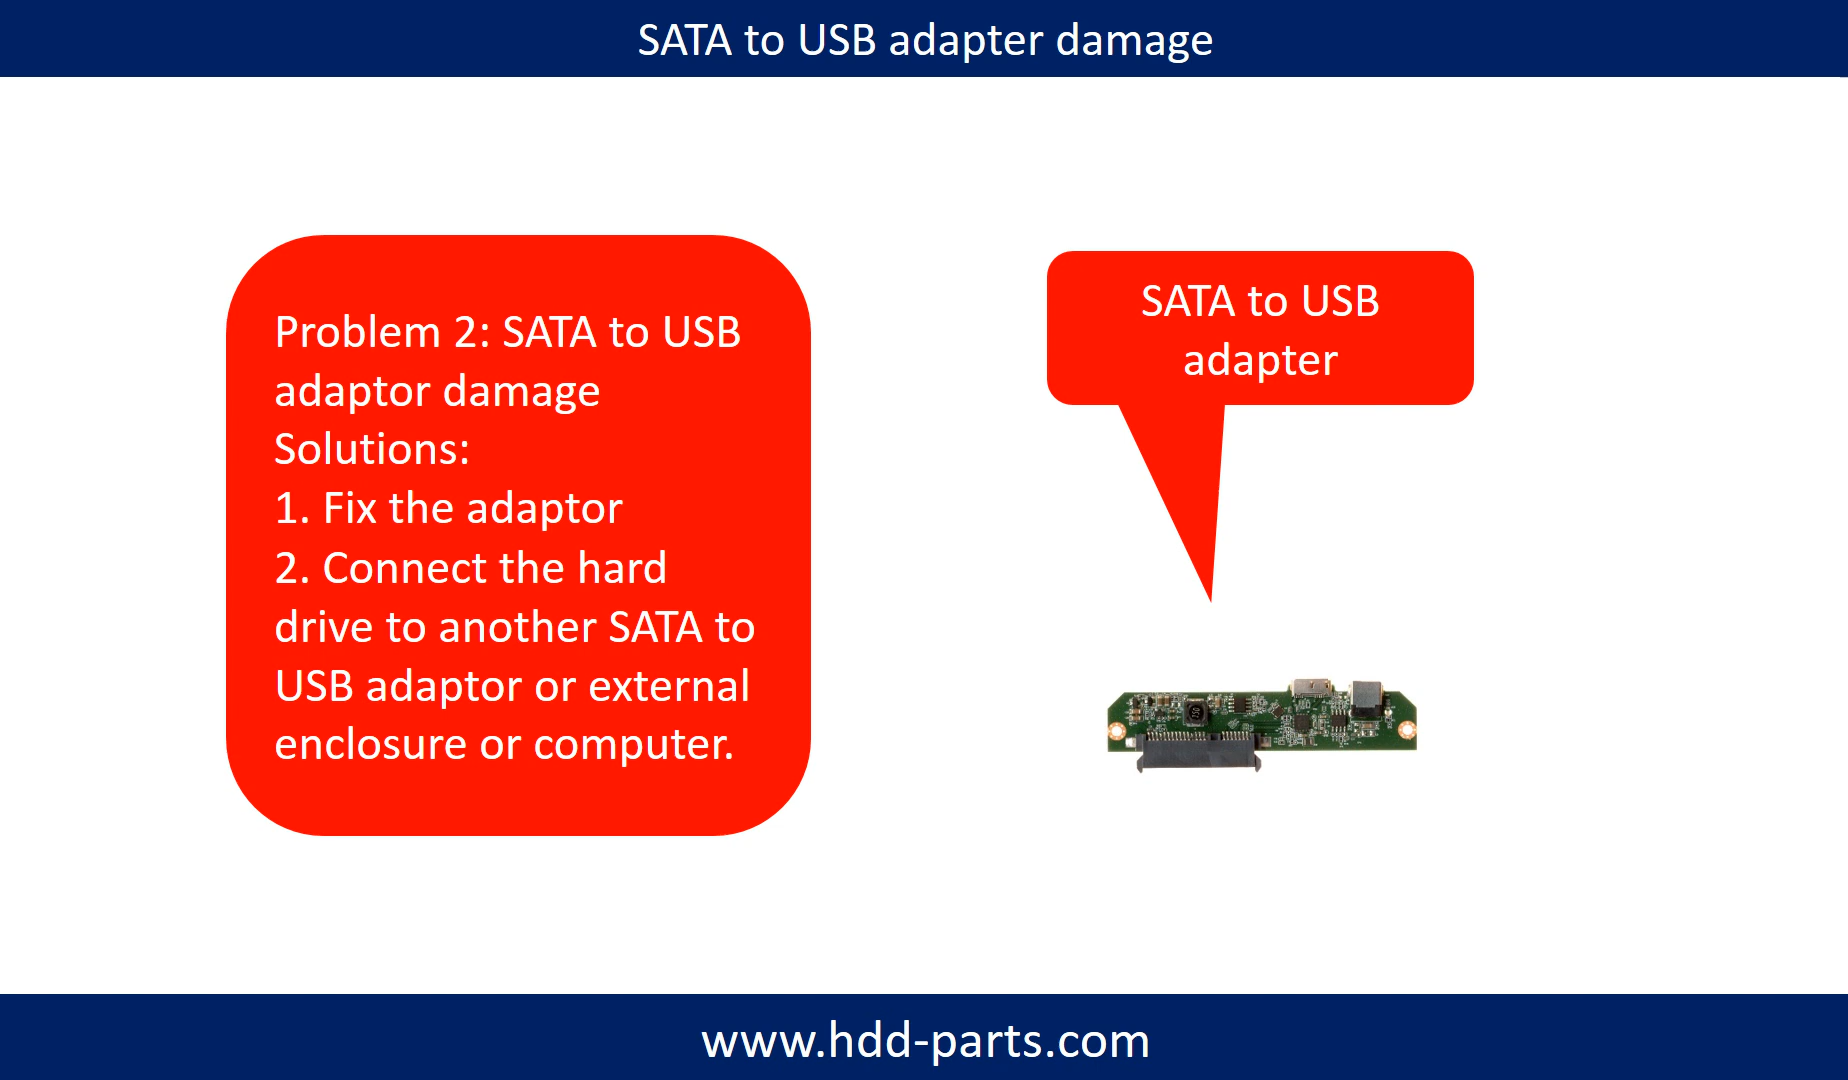 SATA to USB adapter damage
Problem 2: SATA to USB
adaptor damage
Solutions:
1. Fix the adaptor
2. Connect the hard
drive to another SATA to
USB adaptor or external
enclosure or computer.
SATA to USB
adapter
www.hdd-parts.com